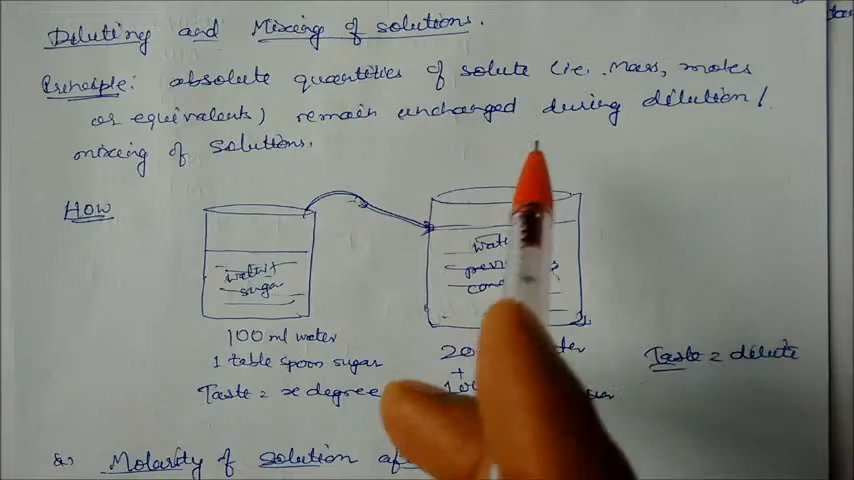 Diluting and Mixing of solutions.
Principle: absolute quantities of solute (i.e. Mass, moles
or equivalents) remain unchanged during dilution /
mixing of solutions.
How
water +
sugar
100 ml water
1 table spoon sugar
Taste = x degree
20
+
1
Taste = dilute
Q. Molarity of solution